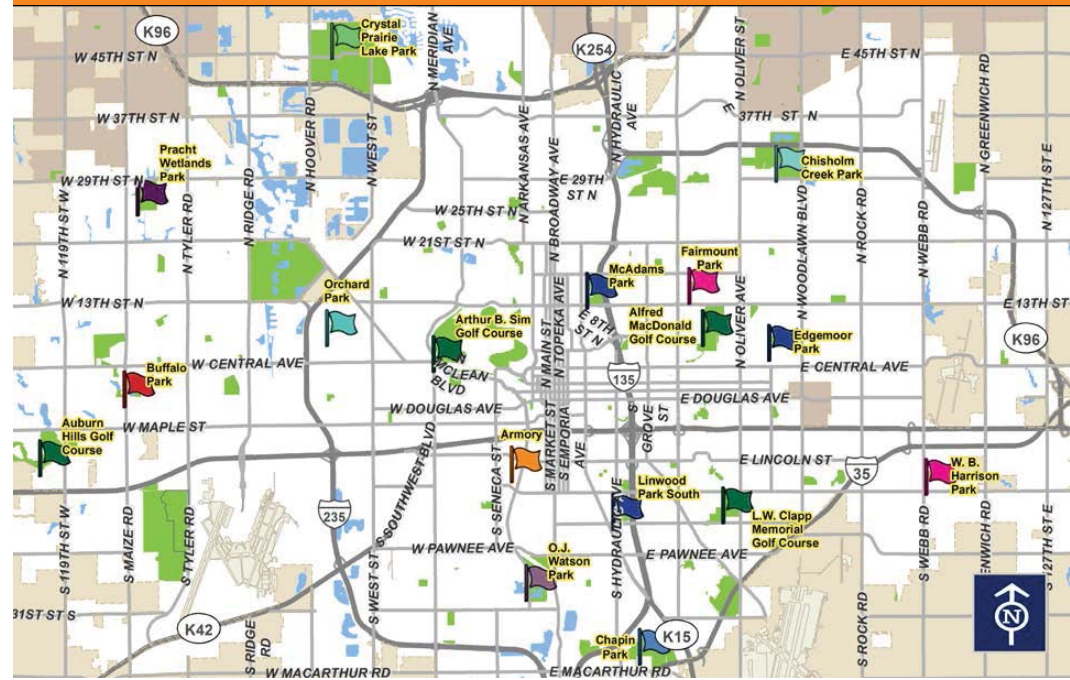 K96
Crystal
Prairie
Lake Park
N MERIDIAN
AVE
K254
N OLIVER ST
W 45TH ST N
E 45TH ST N
N HYDRAULIC
AVE
N GREENWICH RD
W 37TH ST N
E 37TH ST N
N HOOVER RD
N WEST ST
N ARKANSAS AVE
N BROADWAY AVE
Pracht
Wetlands
Park
Chisholm
Creek Park
W 29TH ST N
E 29TH
ST N
N 119TH ST W
N TYLER RD
N RIDGE RD
W 25TH ST N
N WOODLAWN BLVD
N ROCK RD
N WEBB RD
N 127TH ST E
W 21ST ST N
McAdams
Park
Fairmount
Park
Orchard
Park
W 13TH ST N
E 13TH ST
Arthur B. Sim
Golf Course
E 8TH
ST N
Alfred
MacDonald
Golf Course
N OLIVER AVE
Edgemoor
Park
K96
N MAIN ST
N TOPEKA AVE
W CENTRAL AVE
E CENTRAL AVE
Buffalo
Park
MCLEAN
BLVD
135
W DOUGLAS AVE
E DOUGLAS AVE
S
GROVE
ST
Auburn
Hills Golf
Course
W MAPLE ST
S SOUTHWEST BLVD
S SENECA ST
Armory
S MARKET ST
S EMPORIA
AVE
E LINCOLN ST
35
W. B.
Harrison
Park
Linwood
Park South
L.W. Clapp
Memorial
Golf Course
235
S 119TH ST W
S MAIZE RD
S TYLER RD
W PAWNEE AVE
E PAWNEE AVE
S HYDRAULIC AVE
O.J.
Watson
Park
S WEST ST
S WEBB RD
ENWICH RD
S 127TH ST E
31ST ST S
K42
S RIDGE
RD
Chapin
Park
K15
S ROCK RD
N
W MACARTHUR RD
E MACARTHUR RD